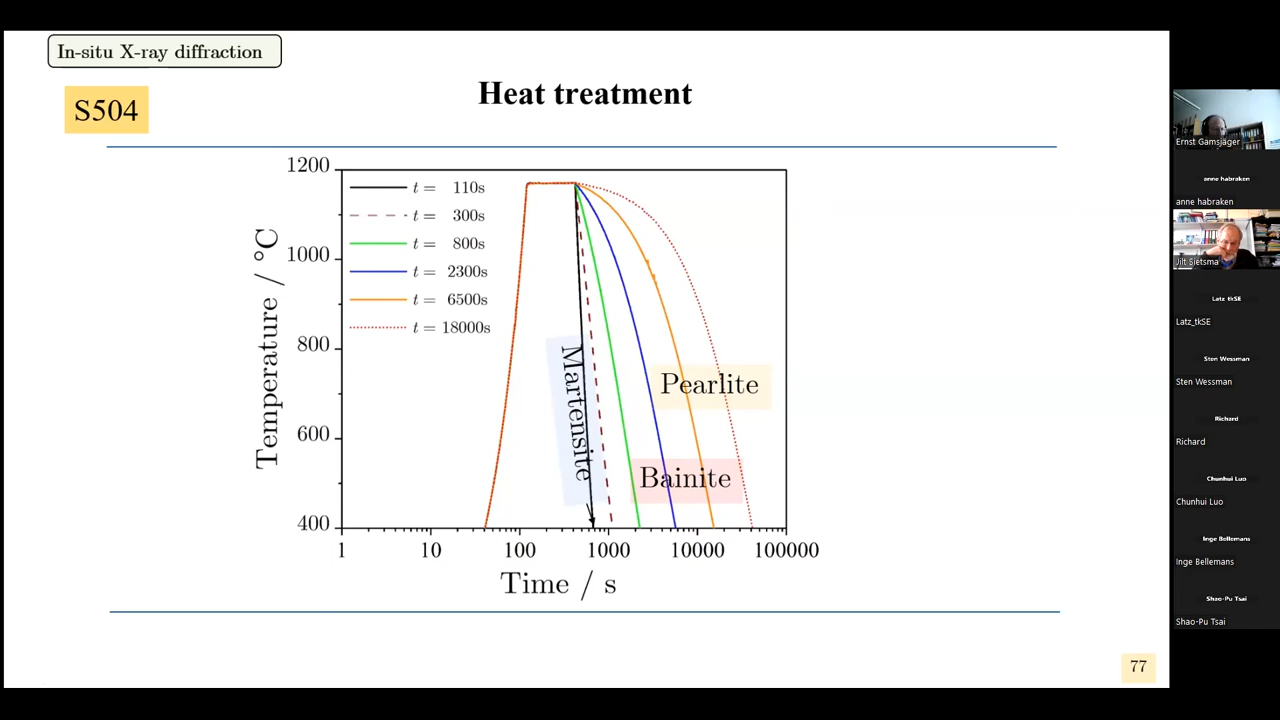 In-situ X-ray diffraction
Heat treatment
S504
1200
1000
800
600
400
Temperature / °C
t = 110s
t = 300s
t = 800s
t = 2300s
t = 6500s
t = 18000s
Martensite
Pearlite
Bainite
1 10 100 1000 10000 100000
Time / s
77
Ernst Gamsjäger
anne habraken
anne habraken
Jilt Sietsma
Latz_tkSE
Latz_tkSE
Sten Wessman
Sten Wessman
Richard
Richard
Chunhui Luo
Chunhui Luo
Inge Bellemans
Inge Bellemans
Shao-Pu Tsai
Shao-Pu Tsai